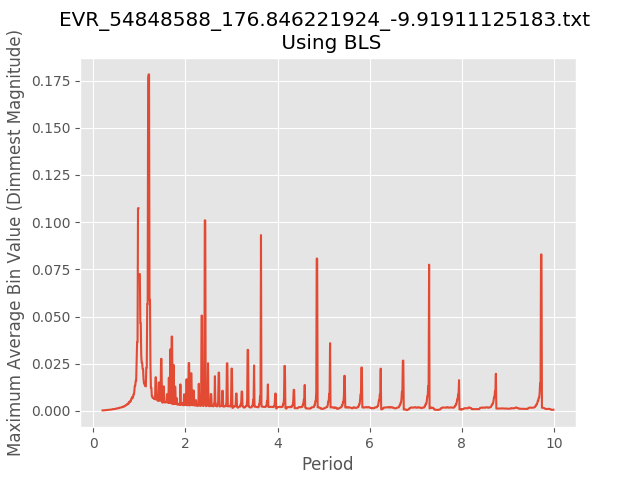 EVR_54848588_176.846221924_-9.91911125183.txt
Using BLS
Maximum Average Bin Value (Dimmest Magnitude)
0.175
0.150
0.125
0.100
0.075
0.050
0.025
0.000
0 2 4 6 8 10
Period